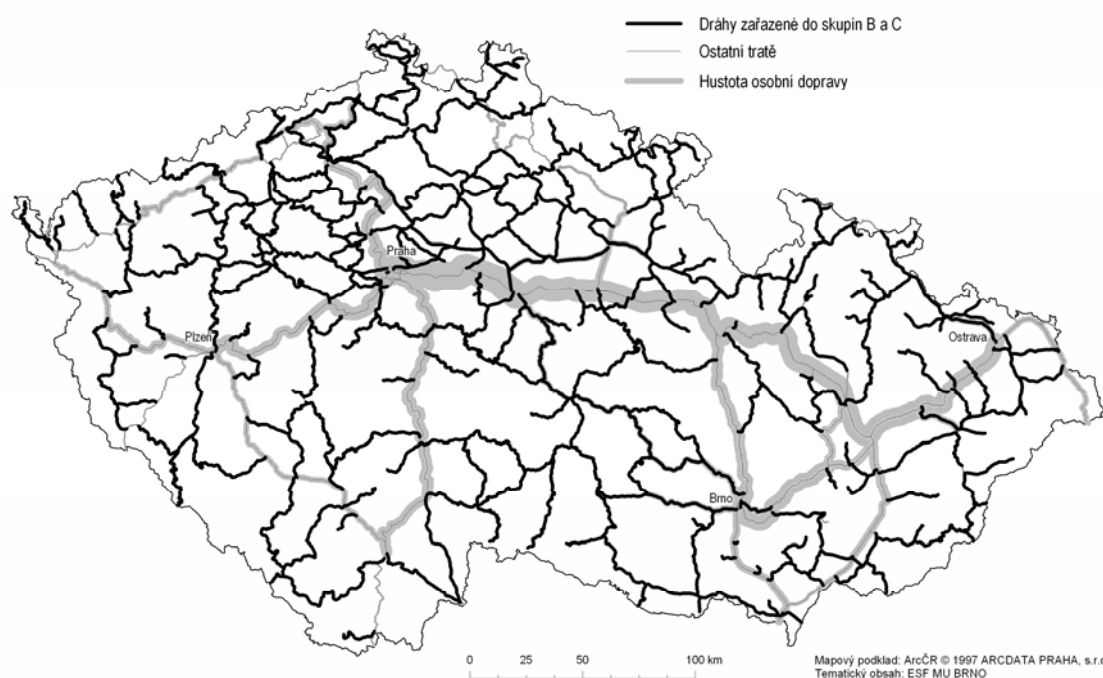 Dráhy zařazené do skupin B a C
Ostatní tratě
Hustota osobní dopravy
Praha
Plzeň
Ostrava
Brno
0 25 50 100 km
Mapový podklad: ArcČR © 1997 ARCDATA PRAHA, s.r.o
Tematický obsah: ESF MU BRNO